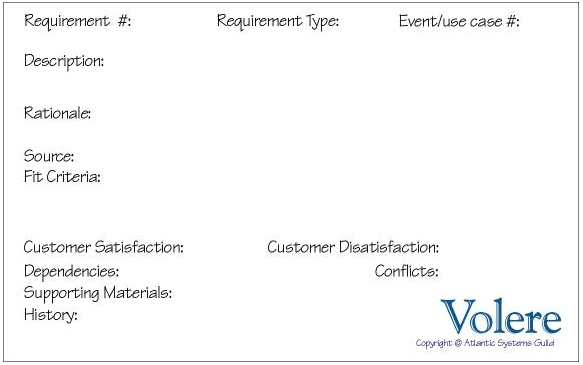 Requirement #: Requirement Type: Event/use case #:
Description:
Rationale:
Source:
Fit Criteria:
Customer Satisfaction: Customer Disatisfaction:
Dependencies: Conflicts:
Supporting Materials:
History:
Volere
Copyright © Atlantic Systems Guild